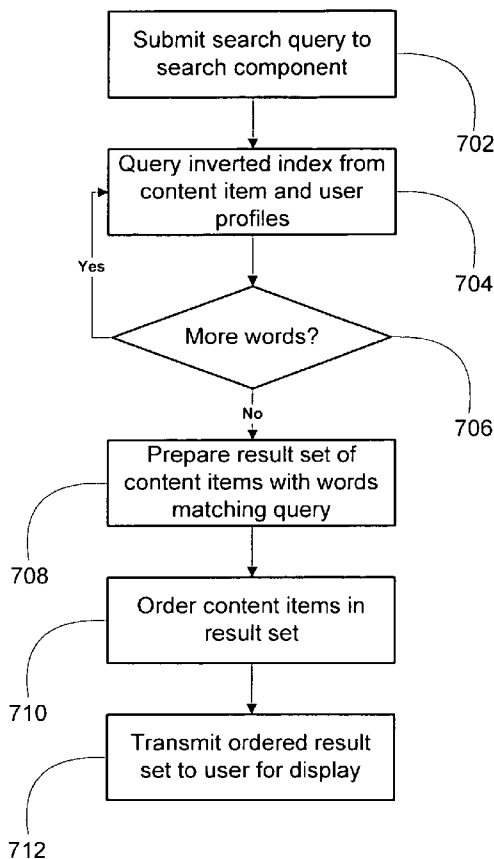 Submit search query to
search component
702
Query inverted index from
content item and user
profiles
704
Yes
More words?
706
No
Prepare result set of
content items with words
matching query
708
Order content items in
result set
710
Transmit ordered result
set to user for display
712